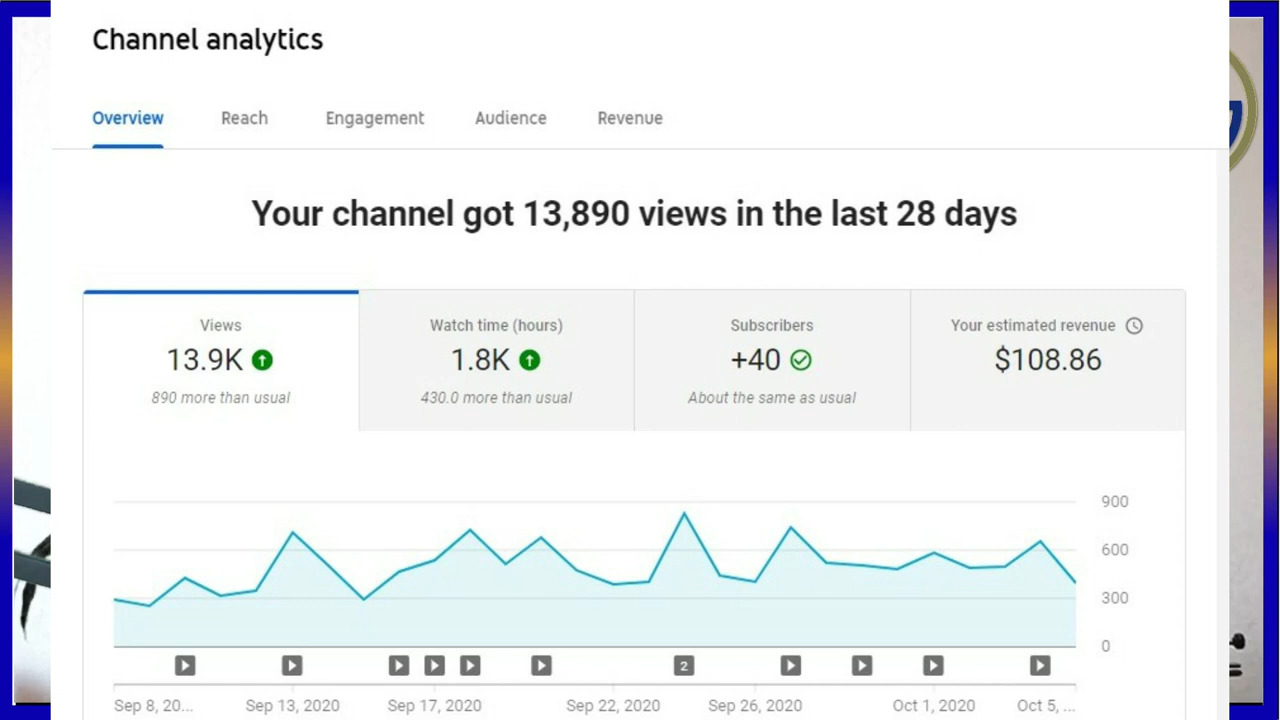 Channel analytics
Overview Reach Engagement Audience Revenue
Your channel got 13,890 views in the last 28 days
Views Watch time (hours) Subscribers Your estimated revenue
13.9K 1.8K +40 $108.86
890 more than usual 430.0 more than usual About the same as usual
900
600
300
0
2
Sep 8, 20... Sep 13, 2020 Sep 17, 2020 Sep 22, 2020 Sep 26, 2020 Oct 1, 2020 Oct 5, ...